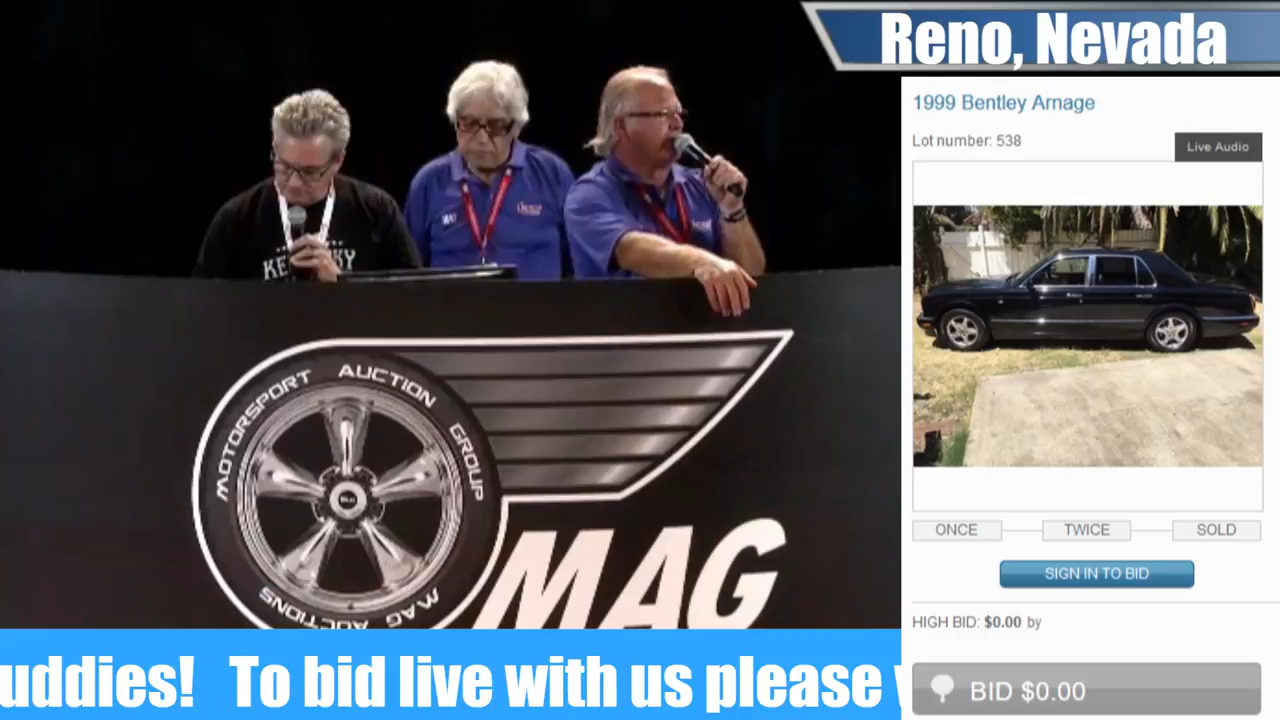 Reno, Nevada
1999 Bentley Arnage
Lot number: 538
Live Audio
ONCE
TWICE
SOLD
SIGN IN TO BID
HIGH BID: $0.00 by
BID $0.00
MOTORSPORT AUCTION GROUP
MAG AUCTIONS
MAG
uddies! To bid live with us please